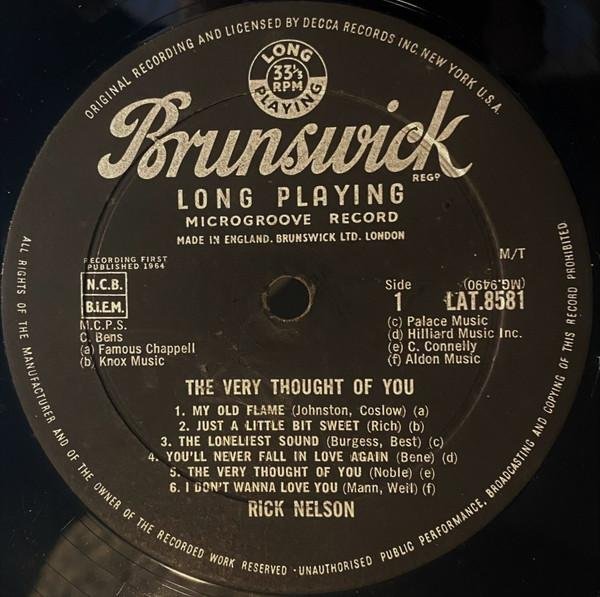 ORIGINAL RECORDING AND LICENSED BY DECCA RECORDS INC. NEW YORK U.S.A.
LONG
33⅓
RPM
PLAYING
Brunswick
REGD
LONG PLAYING
MICROGROOVE RECORD
MADE IN ENGLAND. BRUNSWICK LTD. LONDON
RECORDING FIRST
PUBLISHED 1964
M/T
N.C.B.
B.I.E.M.
Side
1
(MG.9490)
LAT.8581
M.C.P.S.
C. Bens
(a) Famous Chappell
(b) Knox Music
(c) Palace Music
(d) Hilliard Music Inc.
(e) C. Connelly
(f) Aldon Music
THE VERY THOUGHT OF YOU
1. MY OLD FLAME (Johnston, Coslow) (a)
2. JUST A LITTLE BIT SWEET (Rich) (b)
3. THE LONELIEST SOUND (Burgess, Best) (c)
4. YOU'LL NEVER FALL IN LOVE AGAIN (Bene) (d)
5. THE VERY THOUGHT OF YOU (Noble) (e)
6. I DON'T WANNA LOVE YOU (Mann, Weil) (f)
RICK NELSON
ALL RIGHTS OF THE MANUFACTURER AND OF THE OWNER OF THE RECORDED WORK RESERVED · UNAUTHORISED PUBLIC PERFORMANCE, BROADCASTING AND COPYING OF THIS RECORD PROHIBITED